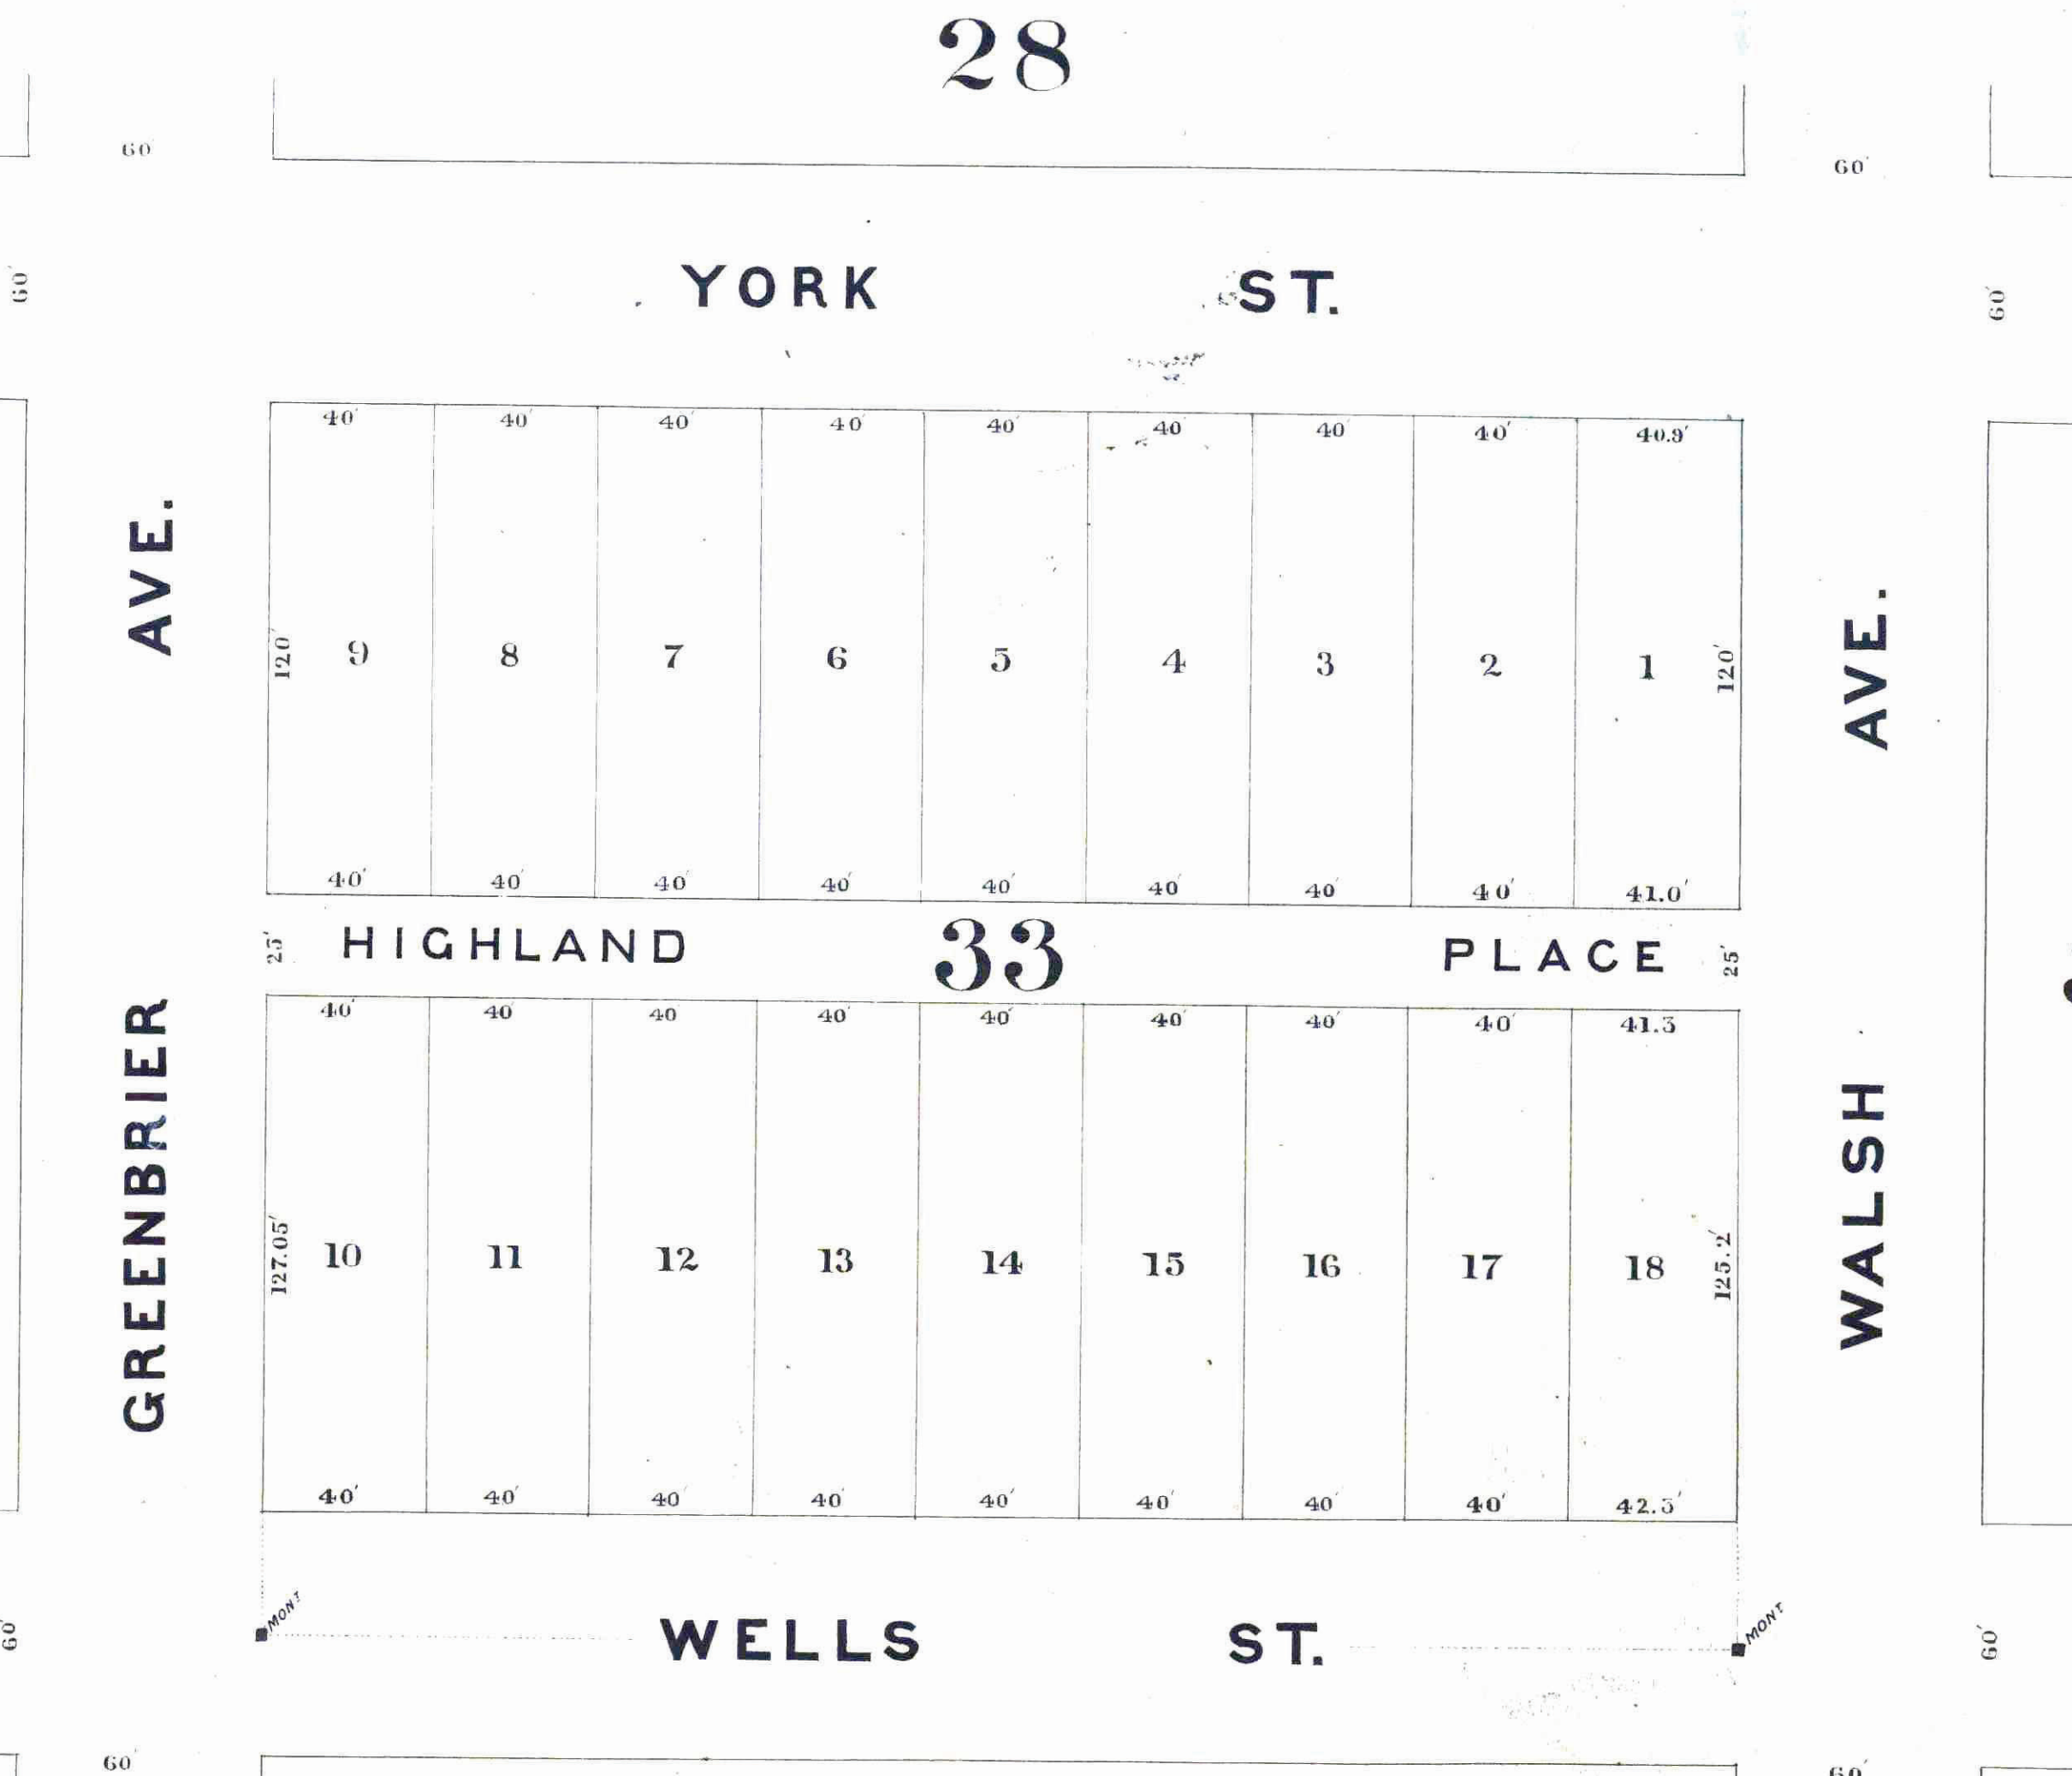 28
60'
60'
60'
YORK ST.
60'
40' 40' 40' 40' 40' 40 40' 40' 40.9'
AVE.
AVE.
120' 9 8 7 6 5 4 3 2 1 120'
40' 40' 40' 40' 40' 40' 40' 40' 41.0'
25' HIGHLAND 33 PLACE 25'
40' 40' 40 40' 40' 40' 40' 40' 41.3
GREENBRIER
WALSH
127.05' 10 11 12 13 14 15 16 17 18 125.2'
40' 40' 40' 40' 40' 40' 40' 40' 42.3'
MONT
MONT
60'
WELLS ST.
60'
60'
60'